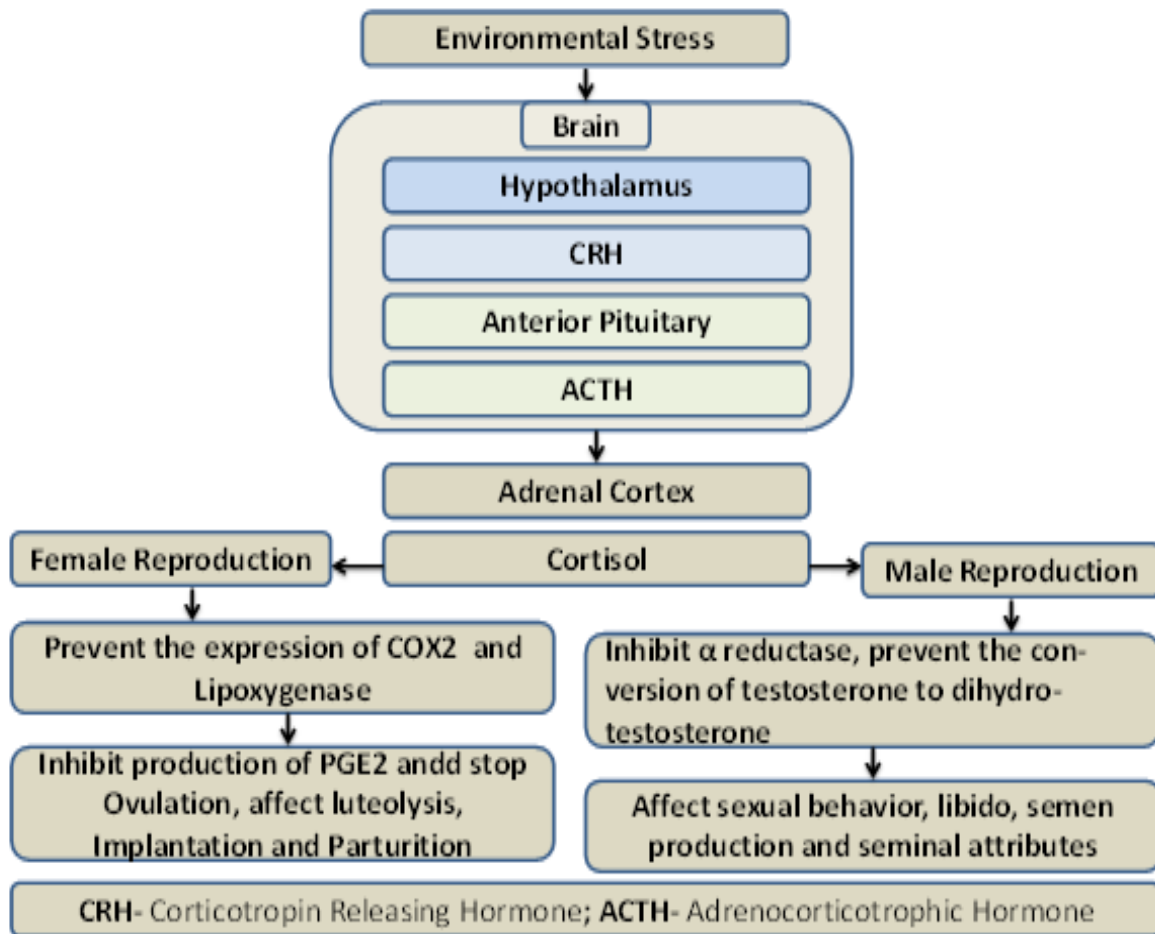 Environmental Stress
Brain
Hypothalamus
CRH
Anterior Pituitary
ACTH
Adrenal Cortex
Cortisol
Female Reproduction
Prevent the expression of COX2 and
Lipoxygenase
Inhibit production of PGE2 andd stop
Ovulation, affect luteolysis,
Implantation and Parturition
Male Reproduction
Inhibit α reductase, prevent the con-
version of testosterone to dihydro-
testosterone
Affect sexual behavior, libido, semen
production and seminal attributes
CRH- Corticotropin Releasing Hormone; ACTH- Adrenocorticotrophic Hormone